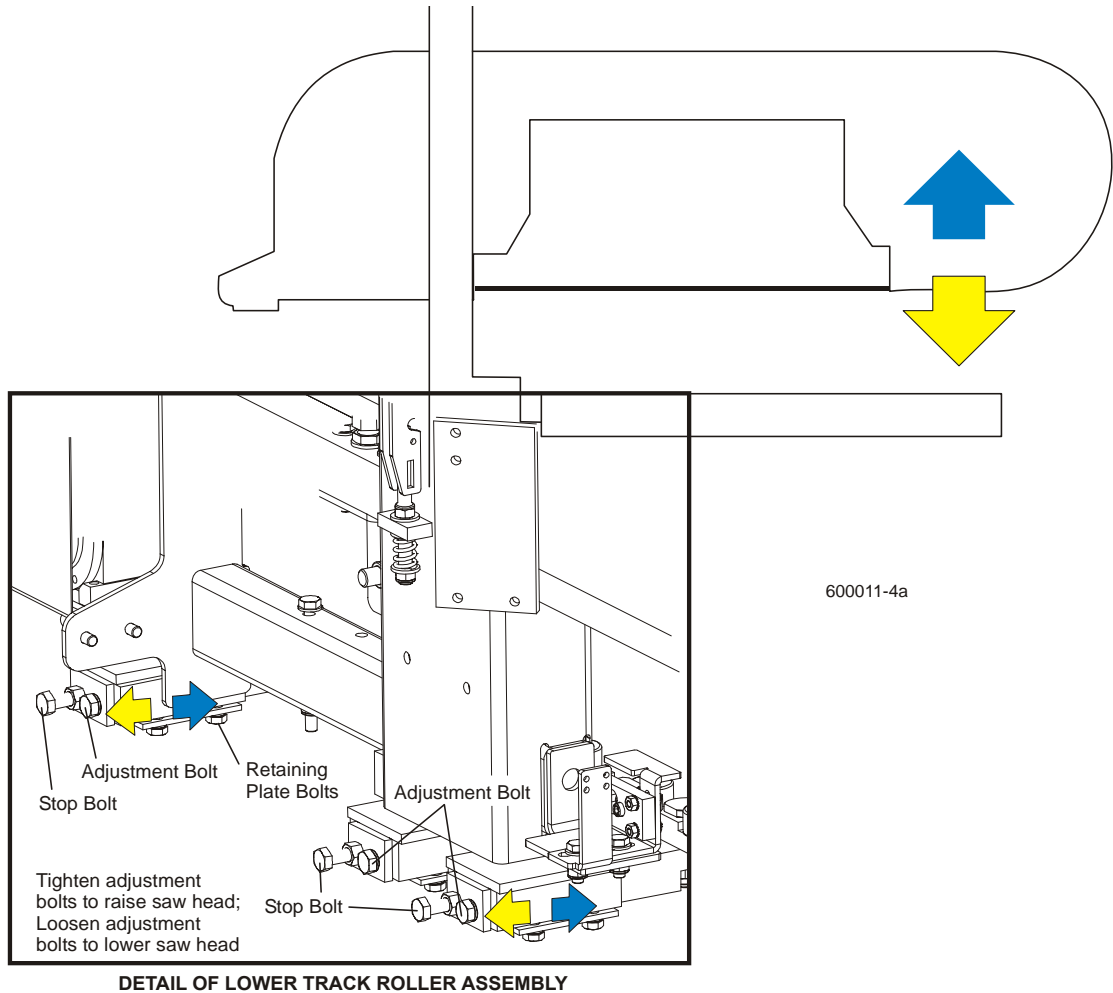 600011-4a
Adjustment Bolt
Stop Bolt
Retaining
Plate Bolts
Adjustment Bolt
Stop Bolt
Tighten adjustment
bolts to raise saw head;
Loosen adjustment
bolts to lower saw head
DETAIL OF LOWER TRACK ROLLER ASSEMBLY